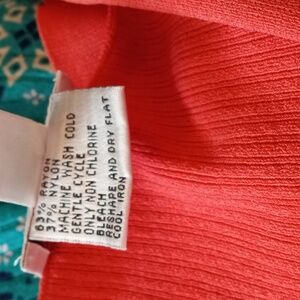 63% RAYON
37% NYLON
MACHINE WASH COLD
GENTLE CYCLE
ONLY NON CHLORINE
BLEACH
RESHAPE AND DRY FLAT
COOL IRON